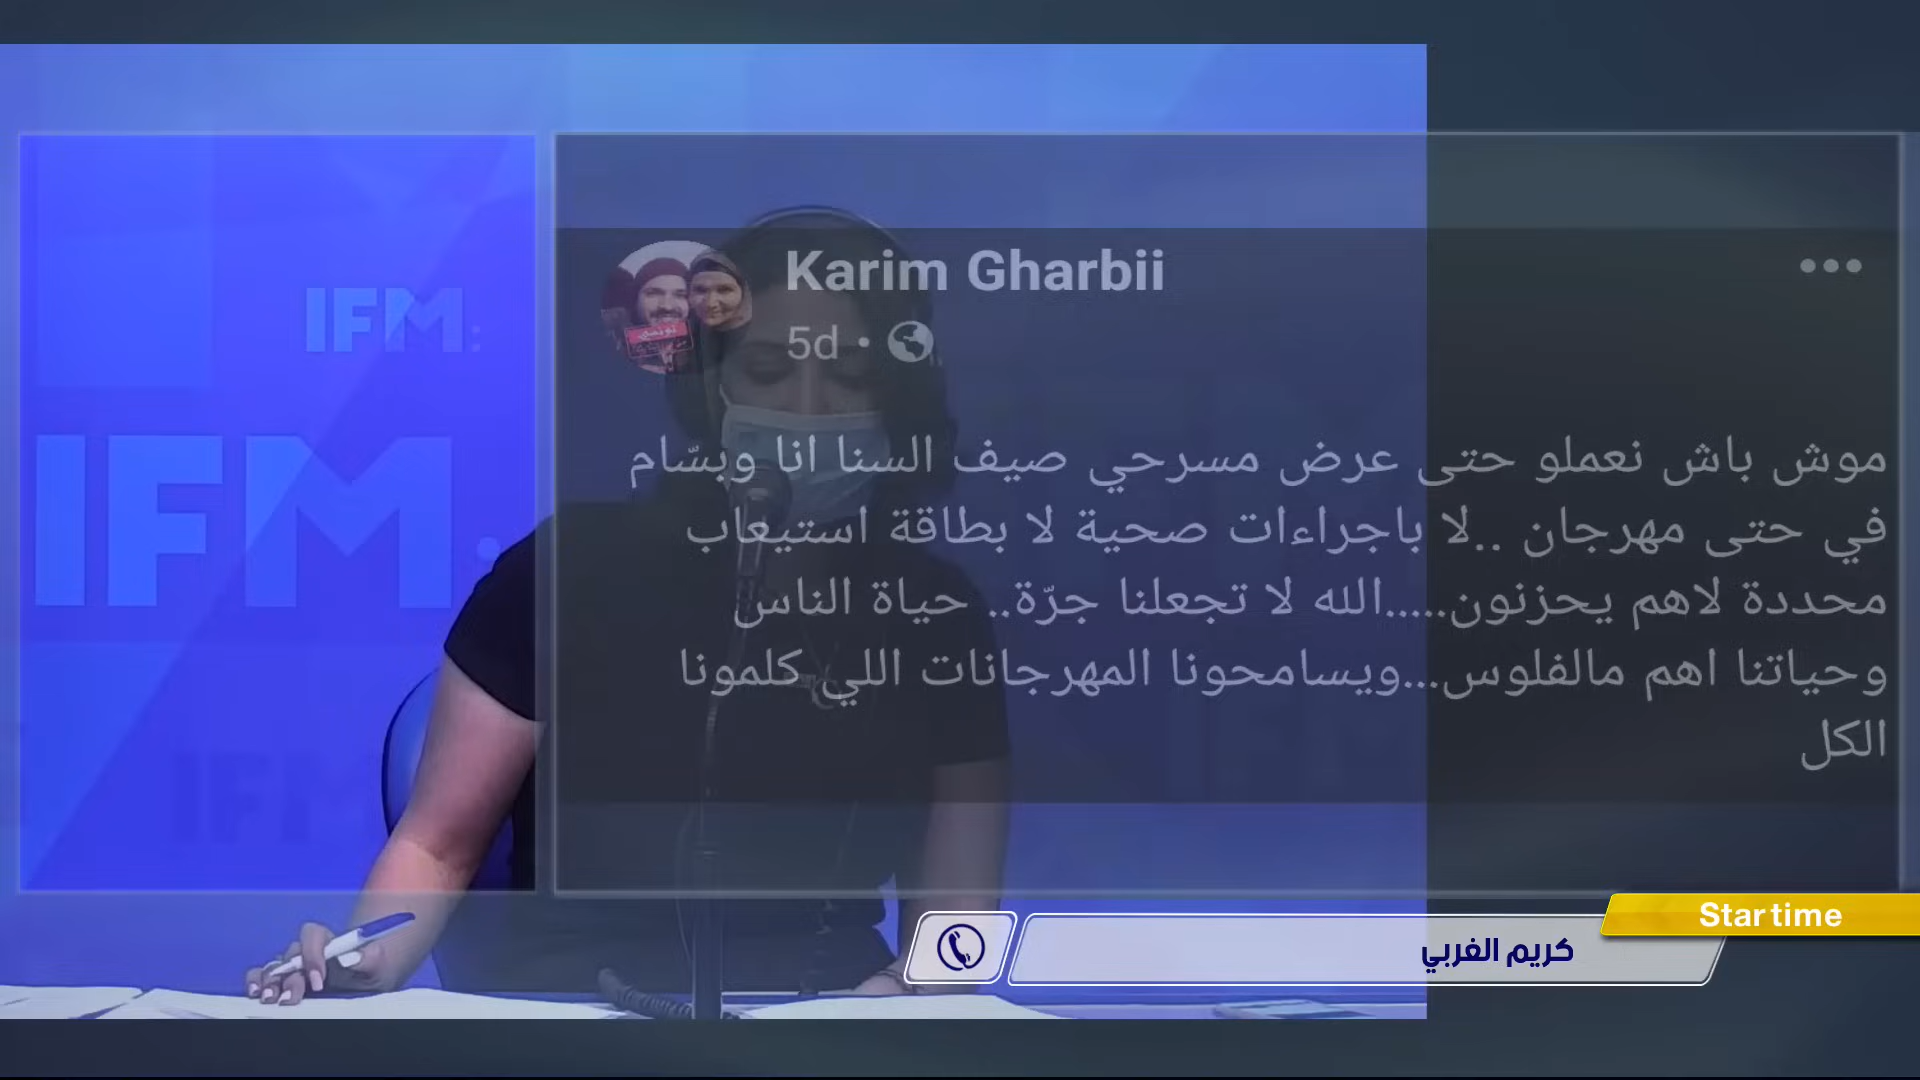 IFM:
IFM.
IFM
Karim Gharbii
5d •
موش باش نعملو حتى عرض مسرحي صيف السنا انا وبسّام
في حتى مهرجان ..لا باجراءات صحية لا بطاقة استيعاب
محددة لاهم يحزنون.....الله لا تجعلنا جرّة.. حياة الناس
وحياتنا اهم مالفلوس...ويسامحونا المهرجانات اللي كلمونا
الكل
Star time
كريم الغربي